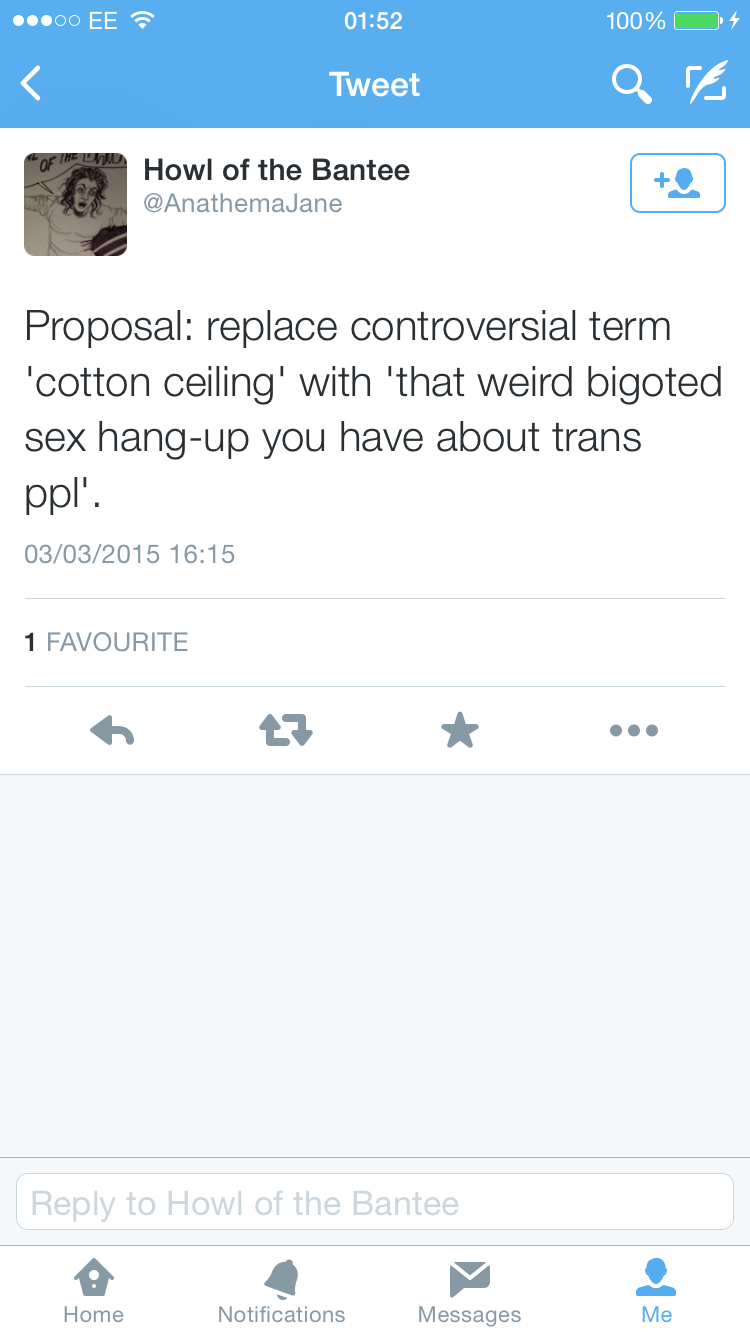 EE 01:52 100%
Tweet
Howl of the Bantee
@AnathemaJane
Proposal: replace controversial term
'cotton ceiling' with 'that weird bigoted
sex hang-up you have about trans
ppl'.
03/03/2015 16:15
1 FAVOURITE
Reply to Howl of the Bantee
Home Notifications Messages Me